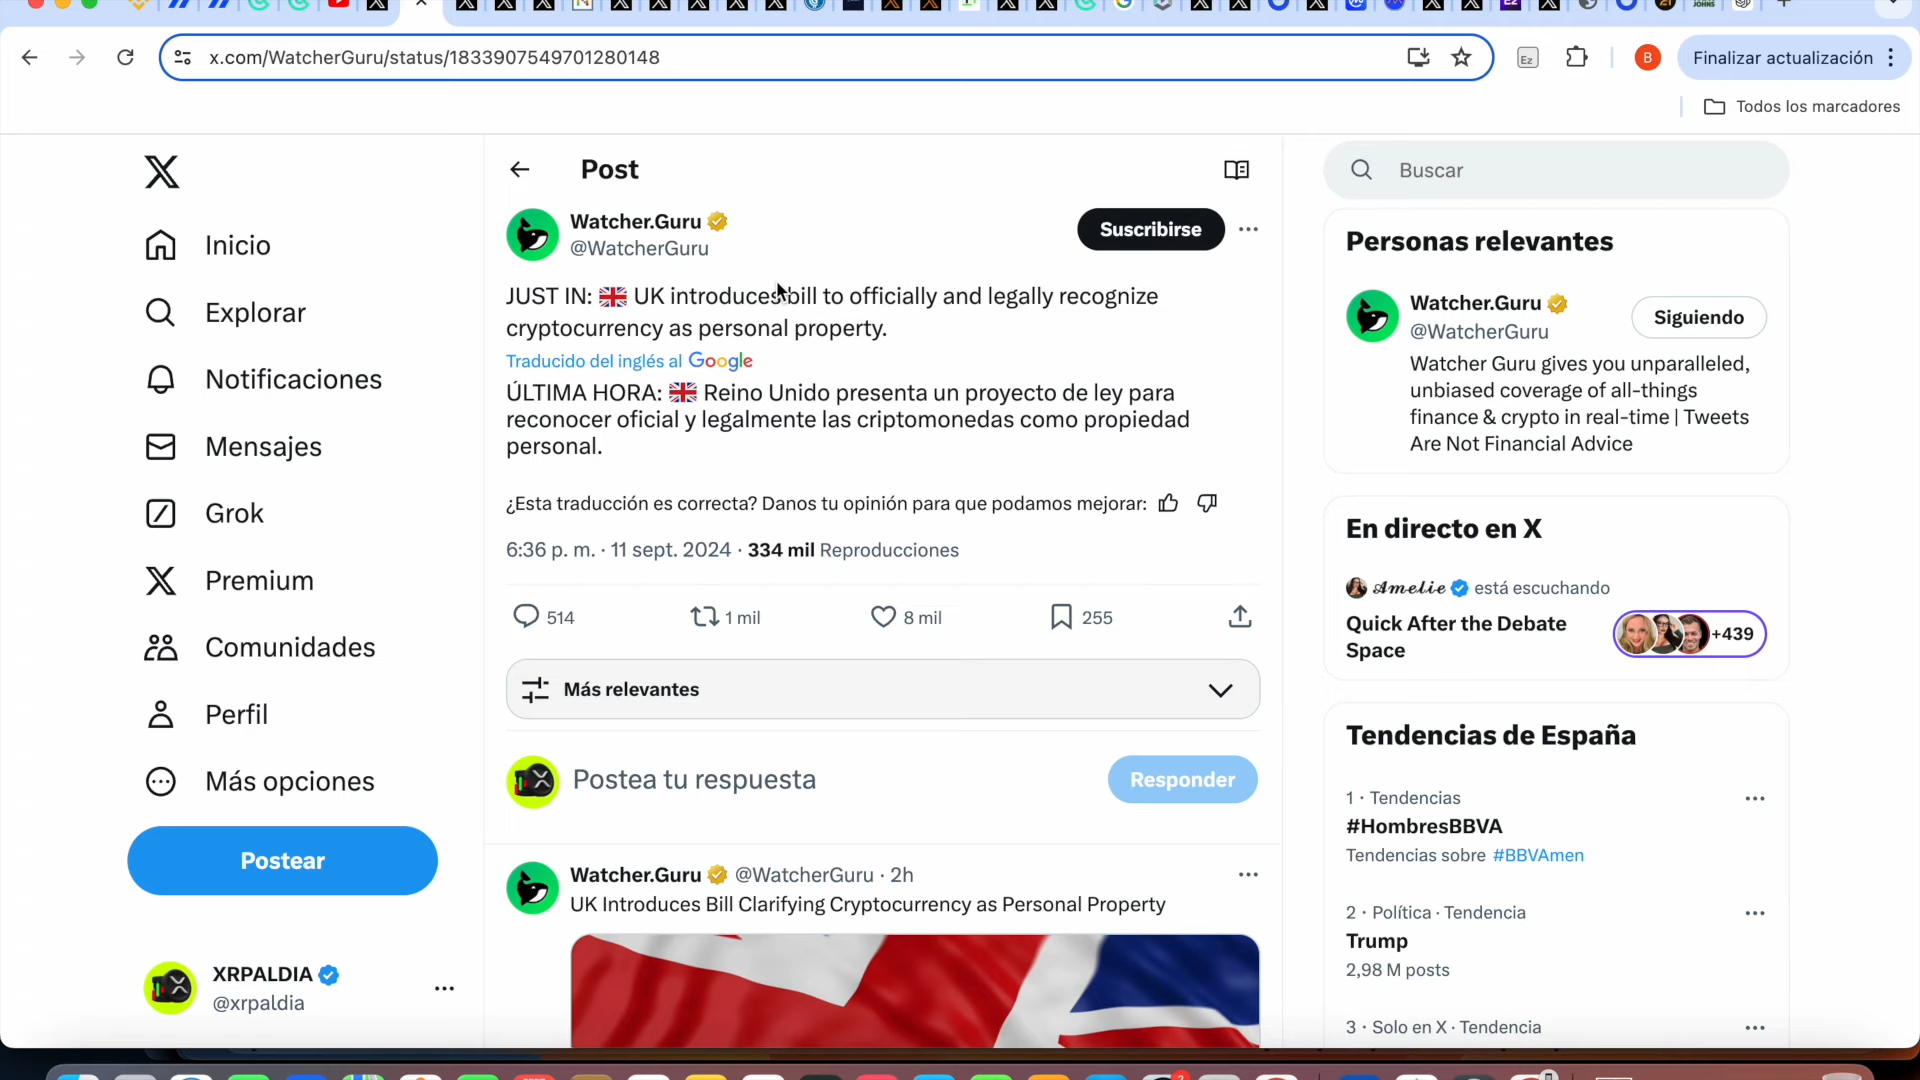 x.com/WatcherGuru/status/1833907549701280148
Ez
B
Finalizar actualización
Todos los marcadores
Inicio
Explorar
Notificaciones
Mensajes
Grok
Premium
Comunidades
Perfil
Más opciones
Postear
XRPALDIA
@xrpaldia
Post
Watcher.Guru
@WatcherGuru
Suscribirse
JUST IN: 🇬🇧 UK introduces bill to officially and legally recognize
cryptocurrency as personal property.
Traducido del inglés al Google
ÚLTIMA HORA: 🇬🇧 Reino Unido presenta un proyecto de ley para
reconocer oficial y legalmente las criptomonedas como propiedad
personal.
¿Esta traducción es correcta? Danos tu opinión para que podamos mejorar:
6:36 p. m. · 11 sept. 2024 · 334 mil Reproducciones
514 1 mil 8 mil 255
Más relevantes
Postea tu respuesta
Responder
Watcher.Guru @WatcherGuru · 2h
UK Introduces Bill Clarifying Cryptocurrency as Personal Property
Buscar
Personas relevantes
Watcher.Guru
@WatcherGuru
Siguiendo
Watcher Guru gives you unparalleled,
unbiased coverage of all-things
finance & crypto in real-time | Tweets
Are Not Financial Advice
En directo en X
𝓐𝓶𝓮𝓵𝓲𝓮 está escuchando
Quick After the Debate
Space
+439
Tendencias de España
1 · Tendencias
#HombresBBVA
Tendencias sobre #BBVAmen
2 · Política · Tendencia
Trump
2,98 M posts
3 · Solo en X · Tendencia